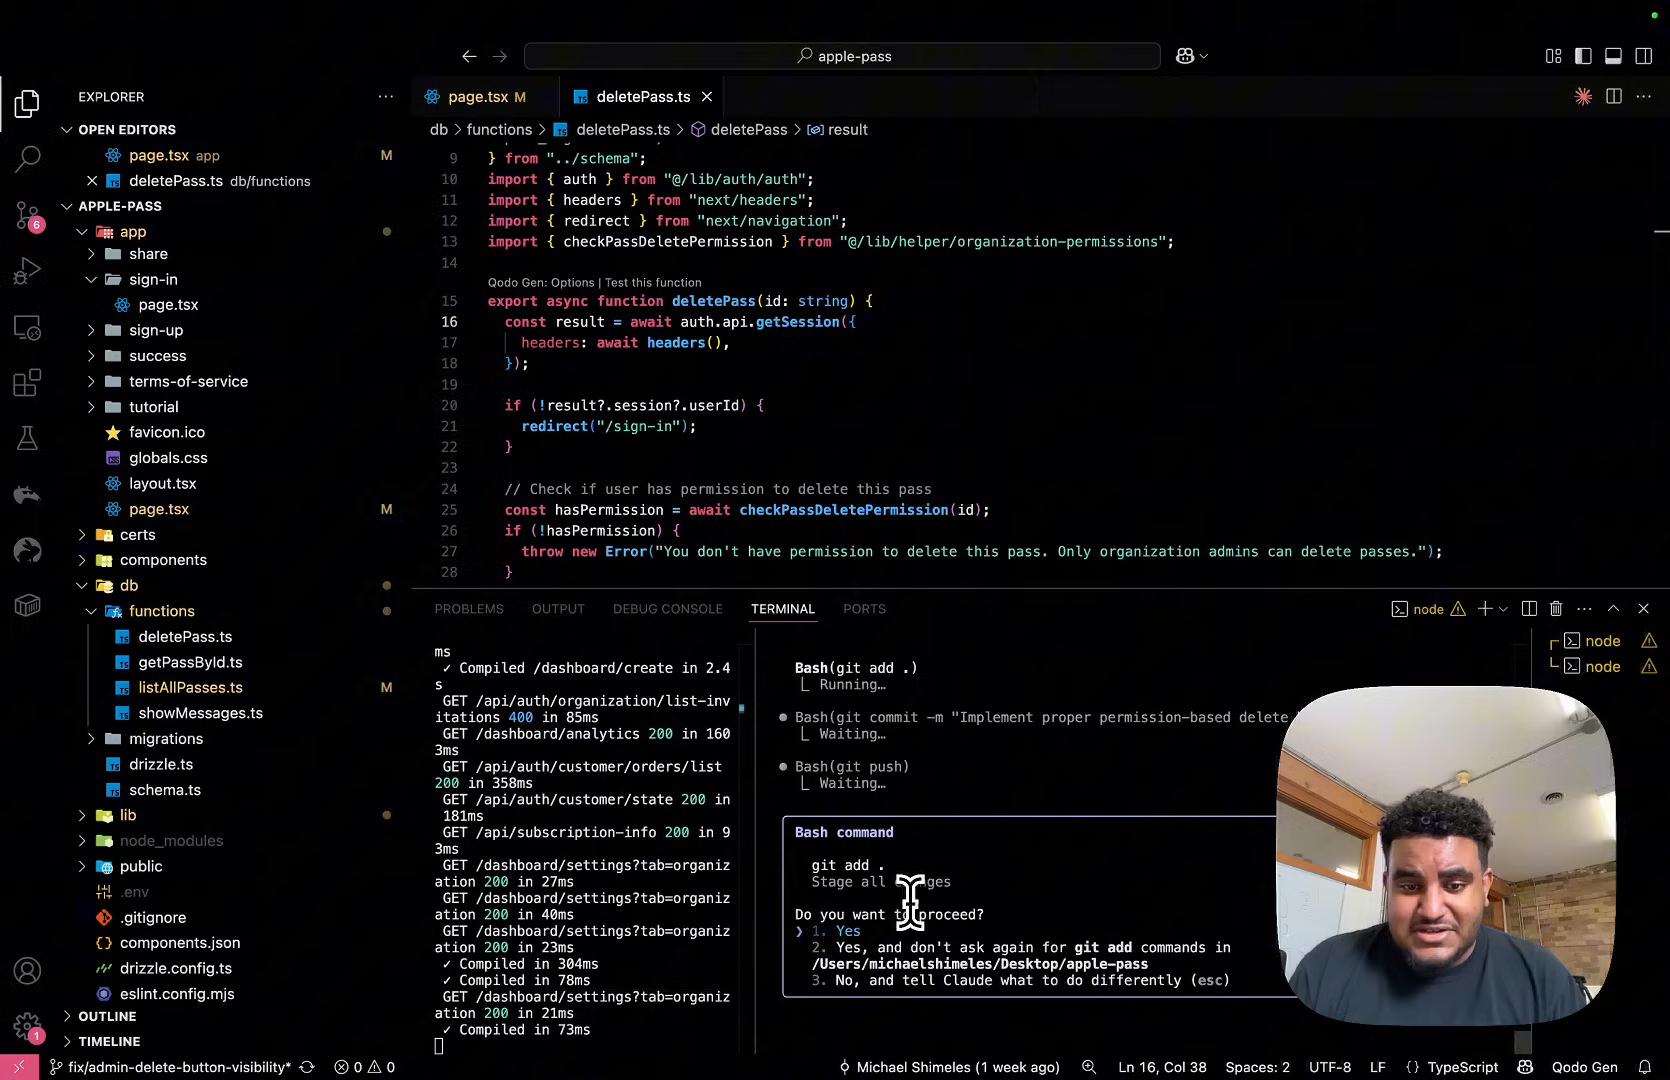 apple-pass
EXPLORER
OPEN EDITORS
page.tsx app M
deletePass.ts db/functions
APPLE-PASS
app
share
sign-in
page.tsx
sign-up
success
terms-of-service
tutorial
favicon.ico
globals.css
layout.tsx
page.tsx M
certs
components
db
functions
deletePass.ts
getPassById.ts
listAllPasses.ts M
showMessages.ts
migrations
drizzle.ts
schema.ts
lib
node_modules
public
.env
.gitignore
components.json
drizzle.config.ts
eslint.config.mjs
OUTLINE
TIMELINE
6
1
page.tsx M
deletePass.ts
db > functions > deletePass.ts > deletePass > result
9 } from "../schema";
10 import { auth } from "@/lib/auth/auth";
11 import { headers } from "next/headers";
12 import { redirect } from "next/navigation";
13 import { checkPassDeletePermission } from "@/lib/helper/organization-permissions";
14
Qodo Gen: Options | Test this function
15 export async function deletePass(id: string) {
16 const result = await auth.api.getSession({
17 headers: await headers(),
18 });
19
20 if (!result?.session?.userId) {
21 redirect("/sign-in");
22 }
23
24 // Check if user has permission to delete this pass
25 const hasPermission = await checkPassDeletePermission(id);
26 if (!hasPermission) {
27 throw new Error("You don't have permission to delete this pass. Only organization admins can delete passes.");
28 }
PROBLEMS OUTPUT DEBUG CONSOLE TERMINAL PORTS
node
node
node
ms
✓ Compiled /dashboard/create in 2.4
s
GET /api/auth/organization/list-inv
itations 400 in 85ms
GET /dashboard/analytics 200 in 160
3ms
GET /api/auth/customer/orders/list
200 in 358ms
GET /api/auth/customer/state 200 in
181ms
GET /api/subscription-info 200 in 9
3ms
GET /dashboard/settings?tab=organiz
ation 200 in 27ms
GET /dashboard/settings?tab=organiz
ation 200 in 40ms
GET /dashboard/settings?tab=organiz
ation 200 in 23ms
✓ Compiled in 304ms
✓ Compiled in 78ms
GET /dashboard/settings?tab=organiz
ation 200 in 21ms
✓ Compiled in 73ms
Bash(git add .)
Running…
Bash(git commit -m "Implement proper permission-based delete
Waiting…
Bash(git push)
Waiting…
Bash command
git add .
Stage all
Do you want to proceed?
❯ 1. Yes
2. Yes, and don't ask again for git add commands in
/Users/michaelshimeles/Desktop/apple-pass
3. No, and tell Claude what to do differently (esc)
fix/admin-delete-button-visibility* 0 0 Michael Shimeles (1 week ago) Ln 16, Col 38 Spaces: 2 UTF-8 LF {} TypeScript Qodo Gen